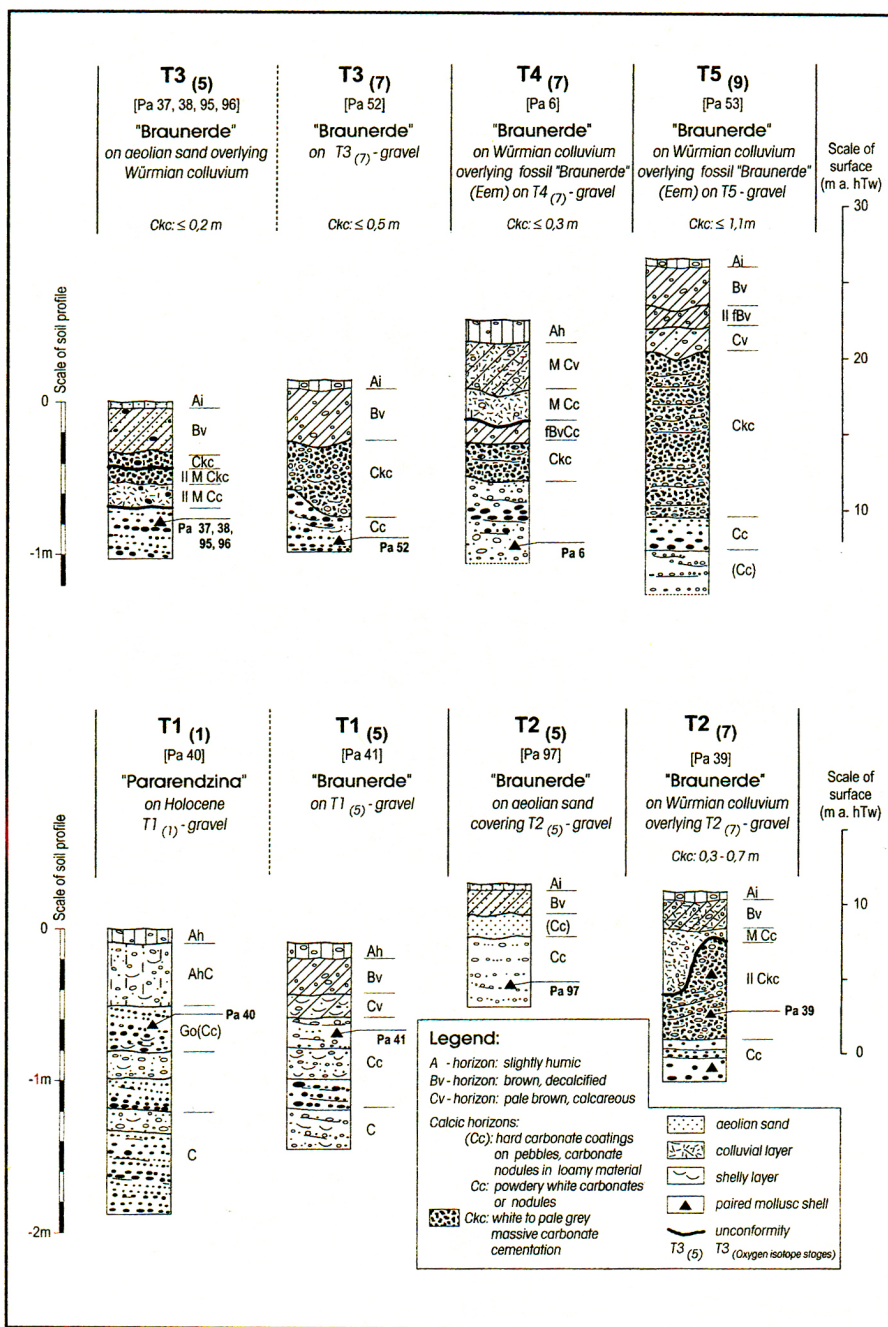 T3 (5)
[Pa 37, 38, 95, 96]
"Braunerde"
on aeolian sand overlying
Würmian colluvium
Ckc: ≤ 0,2 m
T3 (7)
[Pa 52]
"Braunerde"
on T3 (7) - gravel
Ckc: ≤ 0,5 m
T4 (7)
[Pa 6]
"Braunerde"
on Würmian colluvium
overlying fossil "Braunerde"
(Eem) on T4 (7) - gravel
Ckc: ≤ 0,3 m
T5 (9)
[Pa 53]
"Braunerde"
on Würmian colluvium
overlying fossil "Braunerde"
(Eem) on T5 - gravel
Ckc: ≤ 1,1m
Scale of
surface
(m a. hTw)
30
20
10
Scale of soil profile
0
-1m
Ai
Bv
Ckc
II M Ckc
II M Cc
Pa 37, 38,
95, 96
Ai
Bv
Ckc
Cc
Pa 52
Ah
M Cv
M Cc
fBvCc
Ckc
Pa 6
Ai
Bv
II fBv
Cv
Ckc
Cc
(Cc)
T1 (1)
[Pa 40]
"Pararendzina"
on Holocene
T1 (1) - gravel
T1 (5)
[Pa 41]
"Braunerde"
on T1 (5) - gravel
T2 (5)
[Pa 97]
"Braunerde"
on aeolian sand
covering T2 (5) - gravel
T2 (7)
[Pa 39]
"Braunerde"
on Würmian colluvium
overlying T2 (7) - gravel
Ckc: 0,3 - 0,7 m
Scale of
surface
(m a. hTw)
10
0
Scale of soil profile
0
-1m
-2m
Ah
AhC
Pa 40
Go(Cc)
C
Ah
Bv
Cv
Pa 41
Cc
C
Ai
Bv
(Cc)
Cc
Pa 97
Ai
Bv
M Cc
II Ckc
Pa 39
Cc
Legend:
A - horizon: slightly humic
Bv - horizon: brown, decalcified
Cv - horizon: pale brown, calcareous
Calcic horizons:
(Cc): hard carbonate coatings
on pebbles, carbonate
nodules in loamy material
Cc: powdery white carbonates
or nodules
Ckc: white to pale grey
massive carbonate
cementation
aeolian sand
colluvial layer
shelly layer
paired mollusc shell
unconformity
T3 (5) T3 (Oxygen isotope stages)